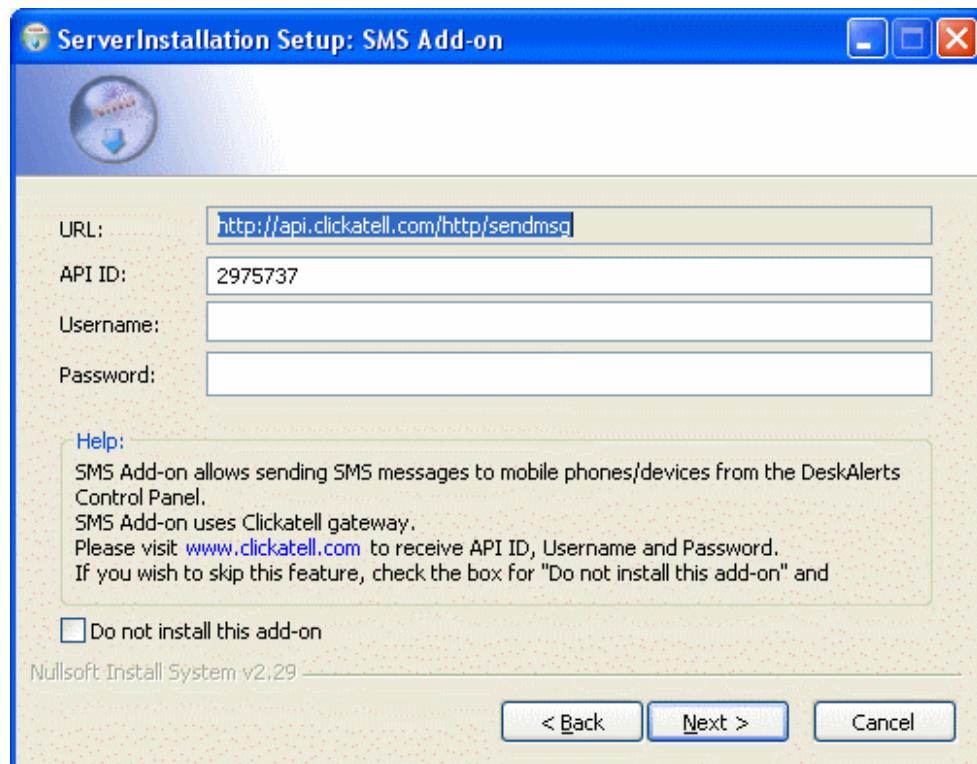 ServerInstallation Setup: SMS Add-on
URL:
http://api.clickatell.com/http/sendmsg
API ID:
2975737
Username:
Password:
Help:
SMS Add-on allows sending SMS messages to mobile phones/devices from the DeskAlerts
Control Panel.
SMS Add-on uses Clickatell gateway.
Please visit www.clickatell.com to receive API ID, Username and Password.
If you wish to skip this feature, check the box for "Do not install this add-on" and
Do not install this add-on
Nullsoft Install System v2.29
< Back
Next >
Cancel